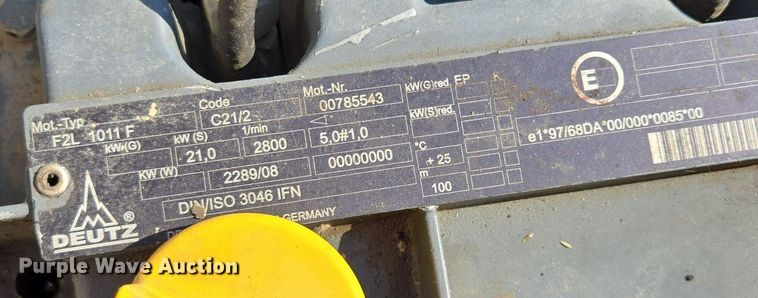 Mot.-Typ Code Mot.-Nr. kW(G)red. EP
F2L 1011 F C21/2 00785543
kW(G) kW(S) 1/min kW(S)red.
21,0 2800 5,0#1,0 °C
kW(W) 2289/08 00000000 + 25
m
DIN/ISO 3046 IFN 100
E
e1*97/68DA*00/000*0085*00
DEUTZ ®
GERMANY
Purple Wave Auction